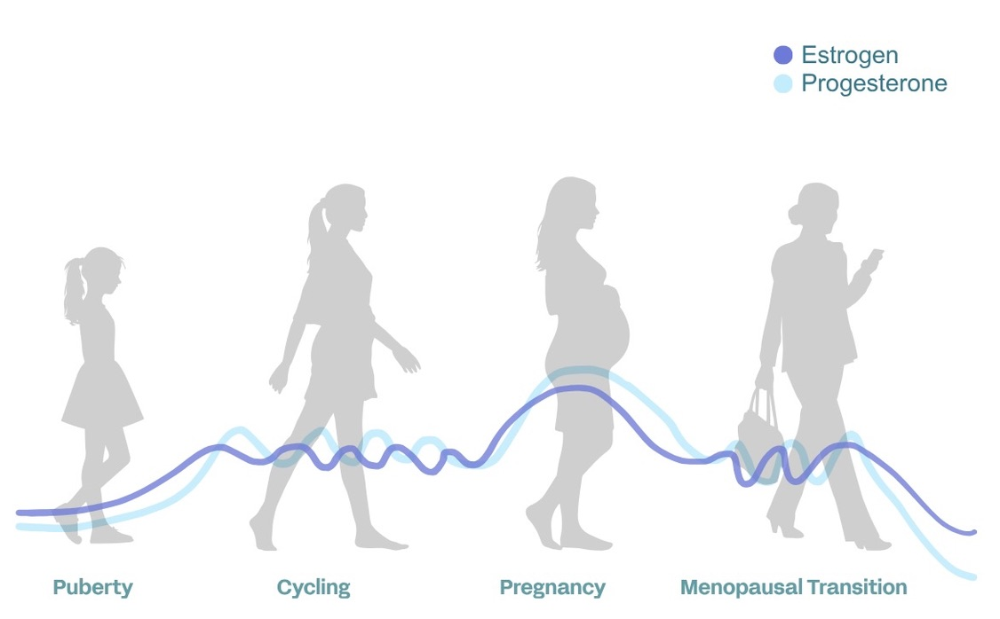 Estrogen
Progesterone
Puberty
Cycling
Pregnancy
Menopausal Transition